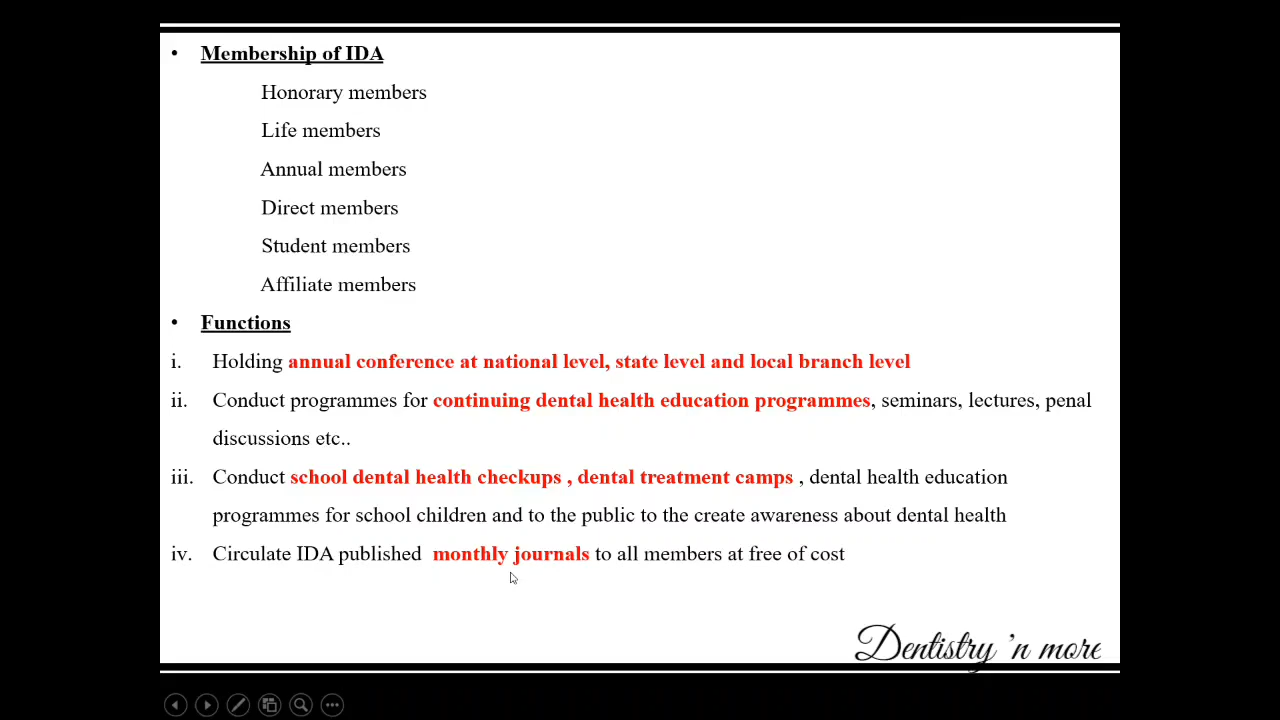 • Membership of IDA
Honorary members
Life members
Annual members
Direct members
Student members
Affiliate members
• Functions
i. Holding annual conference at national level, state level and local branch level
ii. Conduct programmes for continuing dental health education programmes, seminars, lectures, penal
discussions etc..
iii. Conduct school dental health checkups , dental treatment camps , dental health education
programmes for school children and to the public to the create awareness about dental health
iv. Circulate IDA published monthly journals to all members at free of cost
Dentistry 'n more